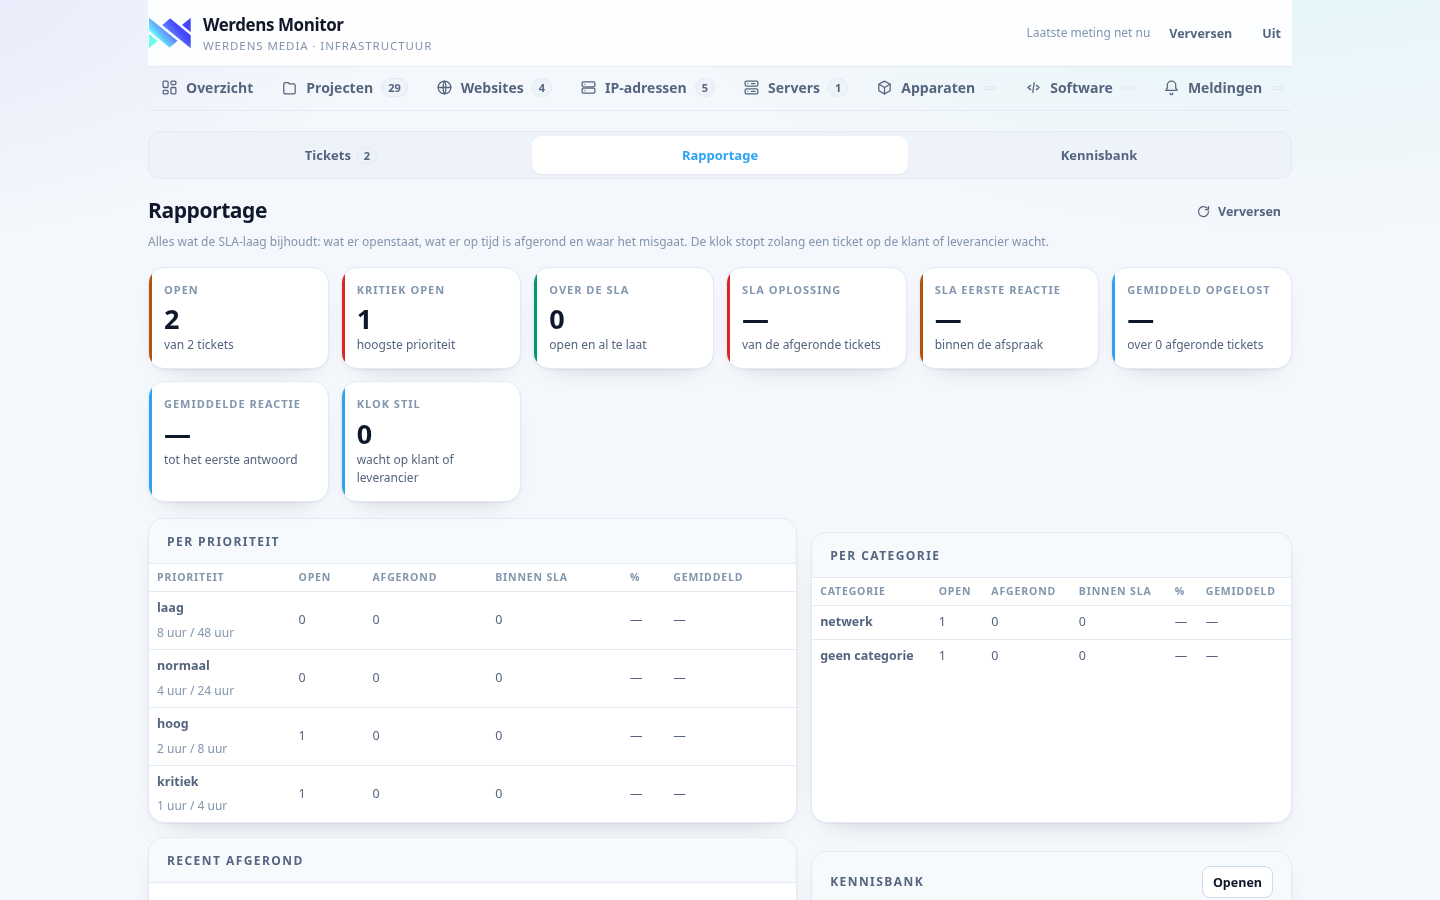 Werdens Monitor
WERDENS MEDIA · INFRASTRUCTUUR
Laatste meting net nu
Verversen
Uit
Overzicht
Projecten 29
Websites 4
IP-adressen 5
Servers 1
Apparaten
Software
Meldingen
Tickets 2
Rapportage
Kennisbank
Rapportage
Verversen
Alles wat de SLA-laag bijhoudt: wat er openstaat, wat er op tijd is afgerond en waar het misgaat. De klok stopt zolang een ticket op de klant of leverancier wacht.
OPEN
2
van 2 tickets
KRITIEK OPEN
1
hoogste prioriteit
OVER DE SLA
0
open en al te laat
SLA OPLOSSING
—
van de afgeronde tickets
SLA EERSTE REACTIE
—
binnen de afspraak
GEMIDDELD OPGELOST
—
over 0 afgeronde tickets
GEMIDDELDE REACTIE
—
tot het eerste antwoord
KLOK STIL
0
wacht op klant of
leverancier
PER PRIORITEIT
PRIORITEIT OPEN AFGEROND BINNEN SLA % GEMIDDELD
laag
8 uur / 48 uur
0 0 0 — —
normaal
4 uur / 24 uur
0 0 0 — —
hoog
2 uur / 8 uur
1 0 0 — —
kritiek
1 uur / 4 uur
1 0 0 — —
PER CATEGORIE
CATEGORIE OPEN AFGEROND BINNEN SLA % GEMIDDELD
netwerk 1 0 0 — —
geen categorie 1 0 0 — —
RECENT AFGEROND
KENNISBANK
Openen